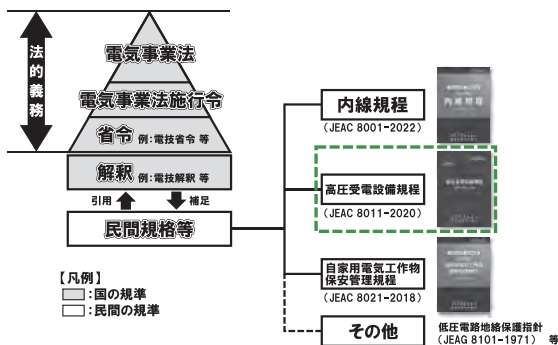 法的義務
電気事業法
電気事業法施行令
省令 例:電技省令 等
解釈 例:電技解釈 等
引用 補足
民間規格等
【凡例】
:国の規準
:民間の規準
内線規程
(JEAC 8001-2022)
内線規程
高圧受電設備規程
(JEAC 8011-2020)
自家用電気工作物
保安管理規程
(JEAC 8021-2018)
その他
低圧電路地絡保護指針
(JEAG 8101-1971) 等